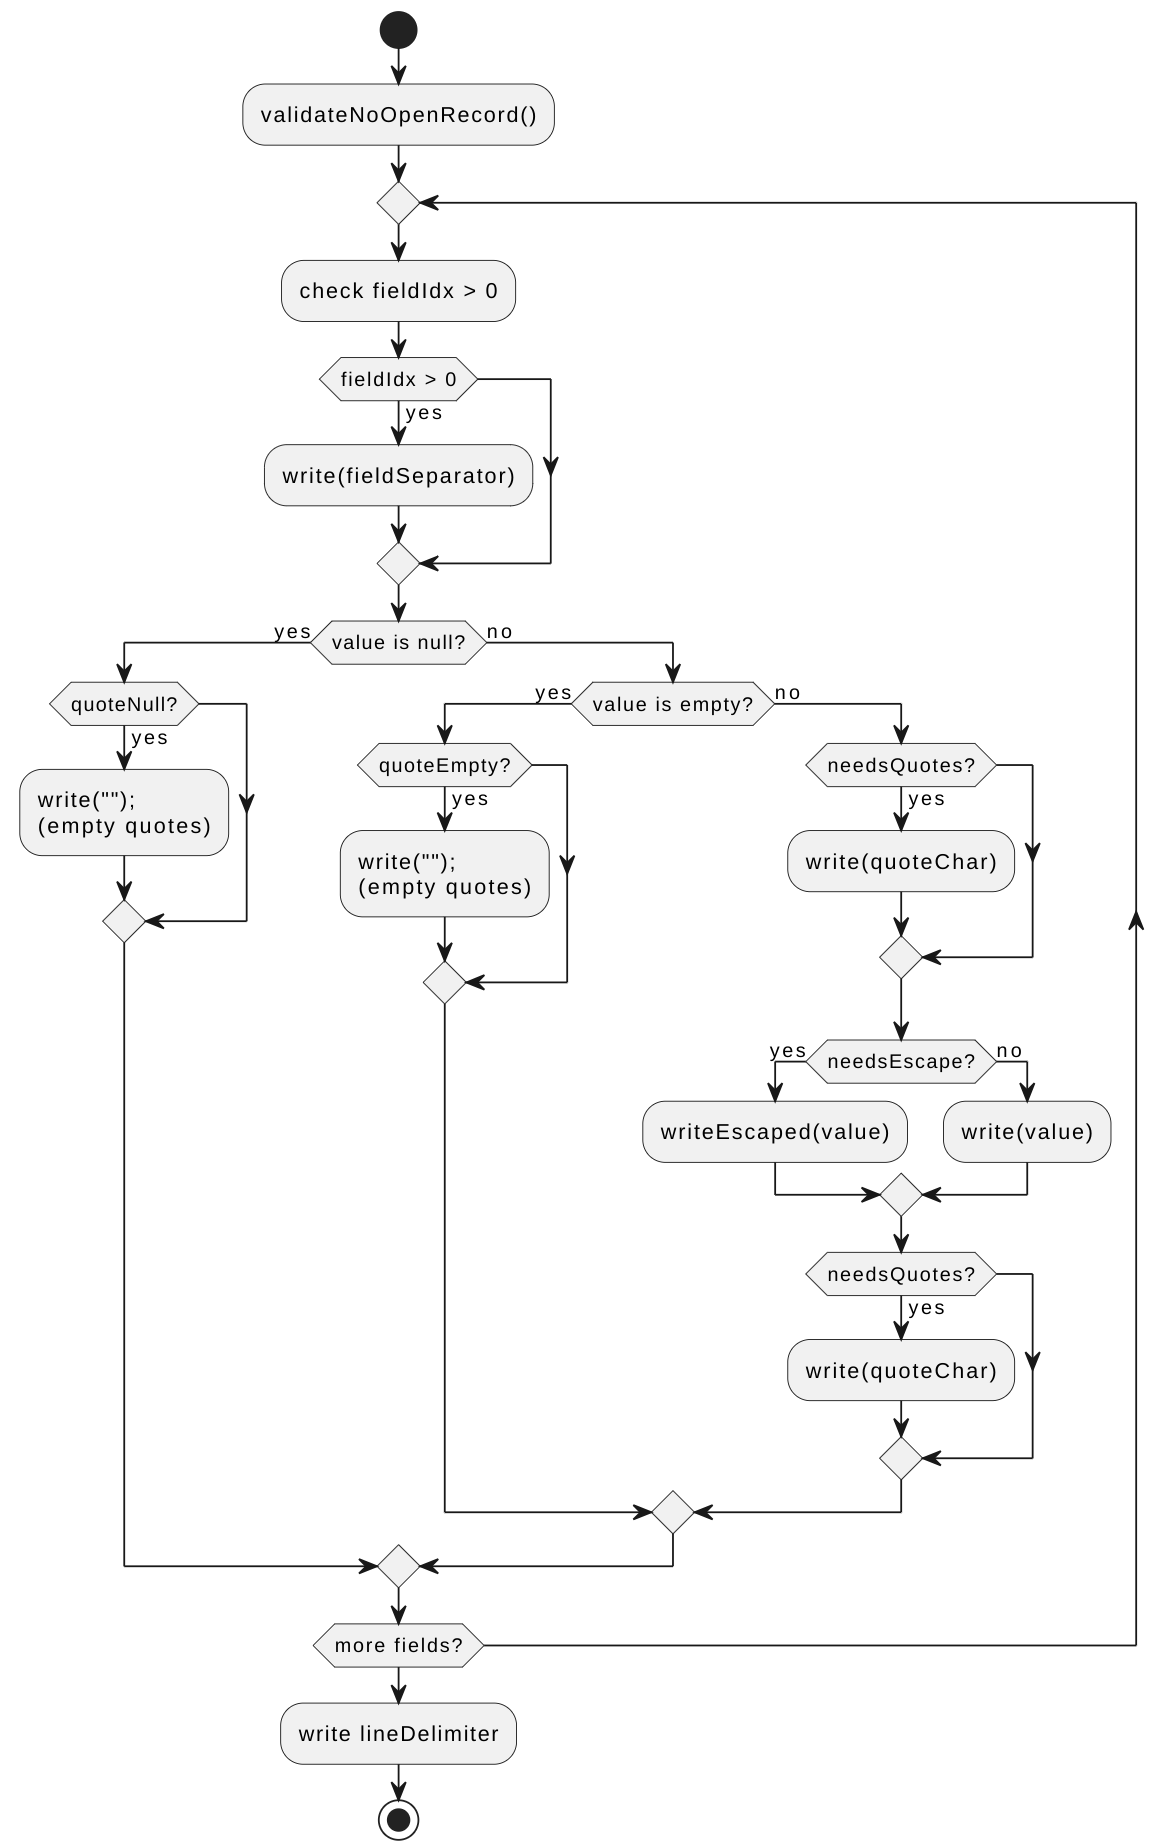 validateNoOpenRecord()
check fieldIdx > 0
fieldIdx > 0
yes
write(fieldSeparator)
yes
value is null?
no
quoteNull?
yes
write("");
(empty quotes)
yes
value is empty?
no
quoteEmpty?
yes
write("");
(empty quotes)
needsQuotes?
yes
write(quoteChar)
yes
needsEscape?
no
writeEscaped(value)
write(value)
needsQuotes?
yes
write(quoteChar)
more fields?
write lineDelimiter